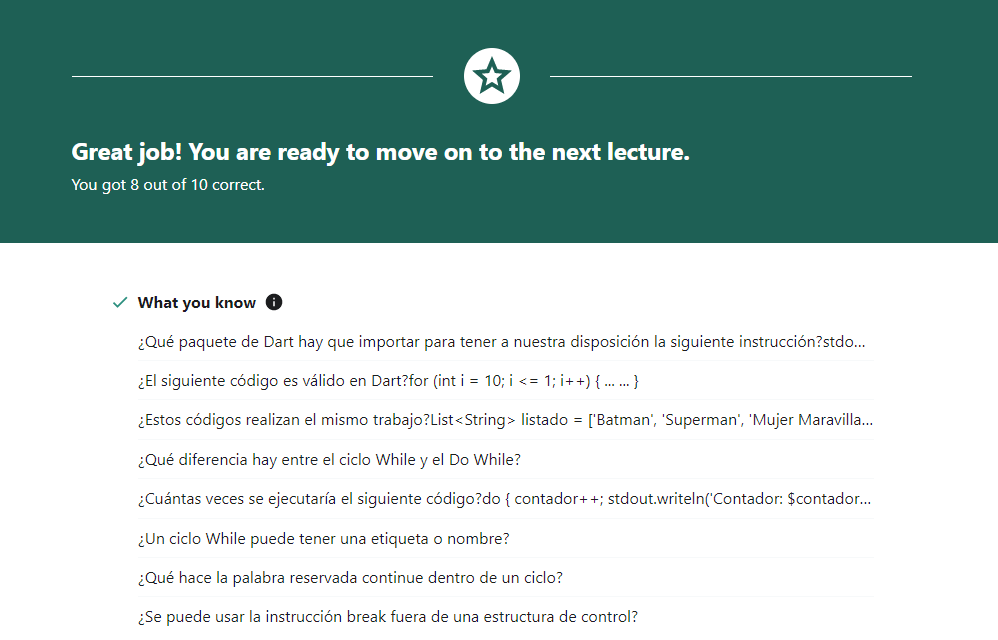 Great job! You are ready to move on to the next lecture.
You got 8 out of 10 correct.
What you know
¿Qué paquete de Dart hay que importar para tener a nuestra disposición la siguiente instrucción?stdo...
¿El siguiente código es válido en Dart?for (int i = 10; i <= 1; i++) { ... ... }
¿Estos códigos realizan el mismo trabajo?List<String> listado = ['Batman', 'Superman', 'Mujer Maravilla...
¿Qué diferencia hay entre el ciclo While y el Do While?
¿Cuántas veces se ejecutaría el siguiente código?do { contador++; stdout.writeln('Contador: $contador...
¿Un ciclo While puede tener una etiqueta o nombre?
¿Qué hace la palabra reservada continue dentro de un ciclo?
¿Se puede usar la instrucción break fuera de una estructura de control?